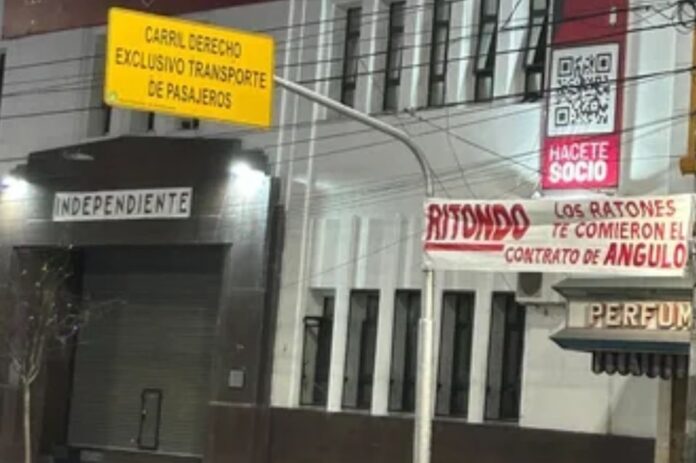 CARRIL DERECHO
EXCLUSIVO TRANSPORTE
DE PASAJEROS
INDEPENDIENTE
HACETE
SOCIO
RITONDO LOS RATONES
TE COMIERON EL
CONTRATO DE ANGULO
PERFUM